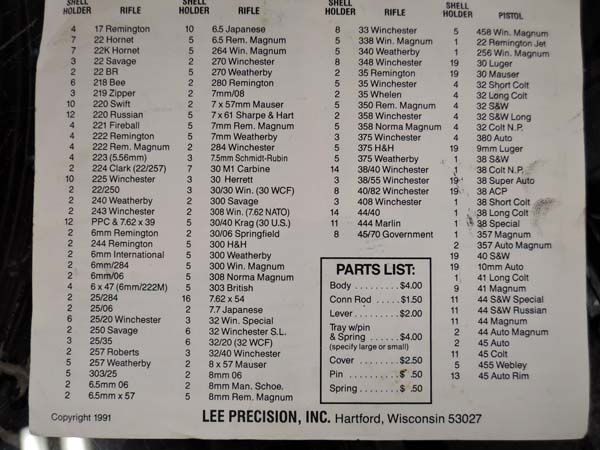 SHELL
HOLDER RIFLE
4 17 Remington
7 22 Hornet
7 22K Hornet
3 22 Savage
2 22 BR
6 218 Bee
3 219 Zipper
10 220 Swift
12 220 Russian
4 221 Fireball
4 222 Remington
4 222 Rem. Magnum
4 223 (5.56mm)
2 224 Clark (22/257)
10 225 Winchester
2 22/250
2 240 Weatherby
2 243 Winchester
12 PPC & 7.62 x 39
2 6mm Remington
2 244 Remington
2 6mm International
2 6mm/284
2 6mm/06
4 6 x 47 (6mm/222M)
2 25/284
2 25/06
6 25/20 Winchester
2 250 Savage
3 25/35
2 257 Roberts
5 257 Weatherby
5 303/25
2 6.5mm 06
2 6.5mm x 57
SHELL
HOLDER RIFLE
10 6.5 Japanese
5 6.5 Rem. Magnum
5 264 Win. Magnum
2 270 Winchester
5 270 Weatherby
2 280 Remington
2 7mm/08
2 7 x 57mm Mauser
5 7 x 61 Sharpe & Hart
5 7mm Rem. Magnum
5 7mm Weatherby
2 284 Winchester
3 7.5mm Schmidt-Rubin
7 30 M1 Carbine
3 30 Herrett
3 30/30 Win. (30 WCF)
2 300 Savage
2 308 Win. (7.62 NATO)
5 30/40 Krag (30 U.S.)
2 30/06 Springfield
5 300 H&H
5 300 Weatherby
5 300 Win. Magnum
5 308 Norma Magnum
5 303 British
16 7.62 x 54
2 7.7 Japanese
3 32 Win. Special
6 32 Winchester S.L.
6 32/20 (32 WCF)
3 32/40 Winchester
2 8 x 57 Mauser
2 8mm 06
2 8mm Man. Schoe.
5 8mm Rem. Magnum
SHELL
HOLDER RIFLE
8 33 Winchester
5 338 Win. Magnum
5 340 Weatherby
8 348 Winchester
2 35 Remington
2 35 Whelen
5 350 Rem. Magnum
2 358 Winchester
5 358 Norma Magnum
3 375 Winchester
5 375 H&H
5 375 Weatherby
14 38/40 Winchester
3 38/55 Winchester
8 40/82 Winchester
3 408 Winchester
14 44/40
11 444 Marlin
8 45/70 Government
PARTS LIST:
Body ......... $4.00
Conn Rod ..... $1.50
Lever ........ $2.00
Tray w/pin
& Spring ...... $4.00
(specify large or small)
Cover ........ $2.50
Pin .......... $ .50
Spring ....... $ .50
SHELL
HOLDER PISTOL
5 458 Win. Magnum
1 22 Remington Jet
1 256 Win. Magnum
19 30 Luger
19 30 Mauser
4 32 Short Colt
4 32 Long Colt
4 32 S&W
4 32 S&W Long
4 32 Colt N.P.
4 380 Auto
19 9mm Luger
1 38 S&W
1 38 Colt N.P.
19 38 Super Auto
19 38 ACP
1 38 Short Colt
1 38 Long Colt
1 38 Special
1 357 Magnum
2 357 Auto Magnum
19 40 S&W
19 10mm Auto
1 41 Long Colt
9 41 Magnum
11 44 S&W Special
11 44 S&W Russian
11 44 Magnum
2 44 Auto Magnum
2 45 Auto
11 45 Colt
5 455 Webley
13 45 Auto Rim
Copyright 1991
LEE PRECISION, INC. Hartford, Wisconsin 53027